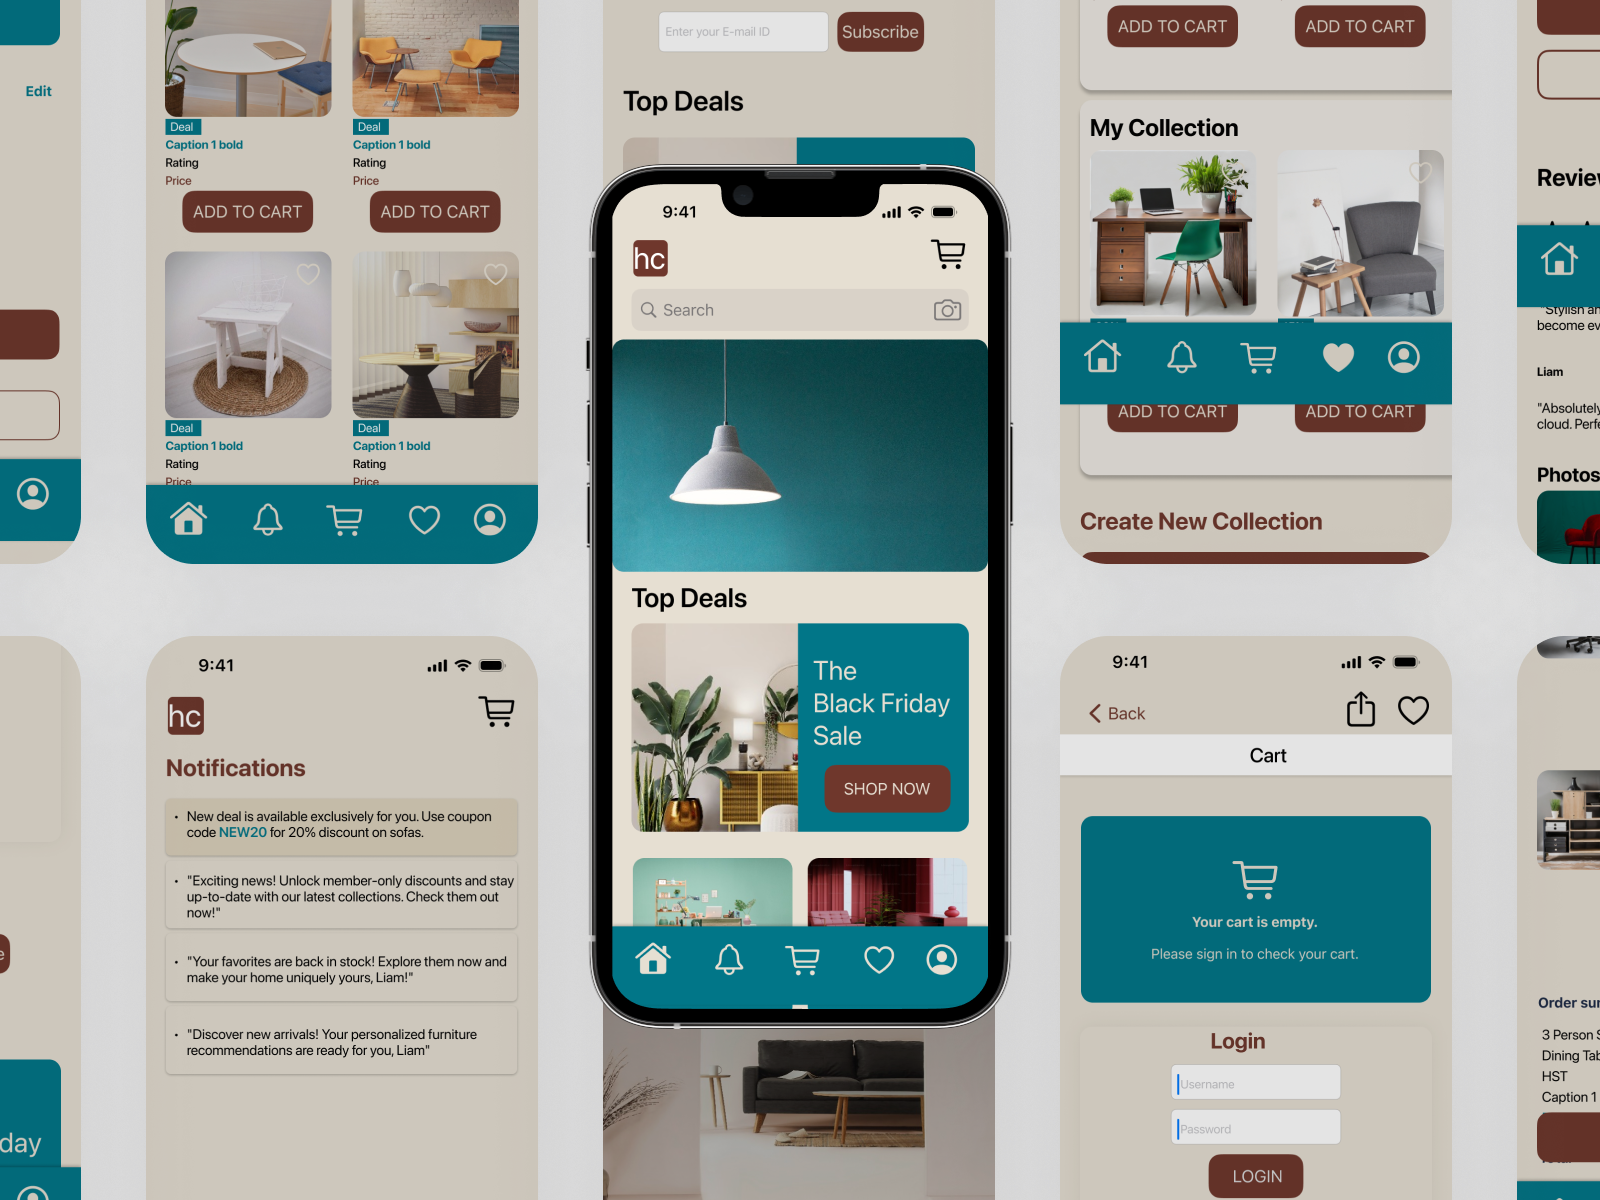 Edit
Deal
Caption 1 bold
Rating
Price
ADD TO CART
Deal
Caption 1 bold
Rating
Price
ADD TO CART
Deal
Caption 1 bold
Rating
Price
Deal
Caption 1 bold
Rating
Price
Enter your E-mail ID
Subscribe
Top Deals
9:41
hc
Search
Top Deals
The
Black Friday
Sale
SHOP NOW
ADD TO CART
ADD TO CART
My Collection
ADD TO CART
ADD TO CART
Create New Collection
Review
"Stylish an
become ev
Liam
"Absolutely
cloud. Perfe
Photos
day
9:41
hc
Notifications
• New deal is available exclusively for you. Use coupon
code NEW20 for 20% discount on sofas.
• "Exciting news! Unlock member-only discounts and stay
up-to-date with our latest collections. Check them out
now!"
• "Your favorites are back in stock! Explore them now and
make your home uniquely yours, Liam!"
• "Discover new arrivals! Your personalized furniture
recommendations are ready for you, Liam"
9:41
Back
Cart
Your cart is empty.
Please sign in to check your cart.
Login
Username
Password
LOGIN
Order sur
3 Person S
Dining Tab
HST
Caption 1